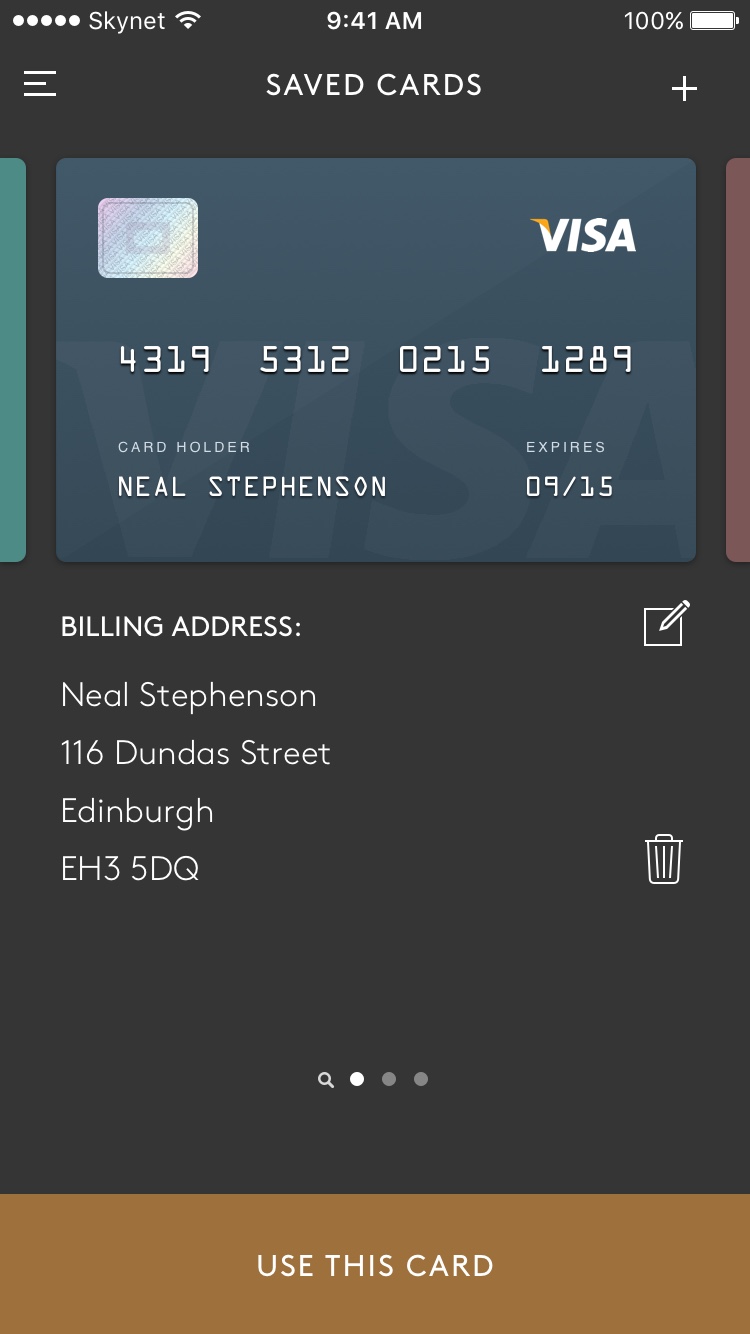 Skynet 9:41 AM 100%
SAVED CARDS
VISA
4319 5312 0215 1289
CARD HOLDER EXPIRES
NEAL STEPHENSON 09/15
VISA
BILLING ADDRESS:
Neal Stephenson
116 Dundas Street
Edinburgh
EH3 5DQ
USE THIS CARD